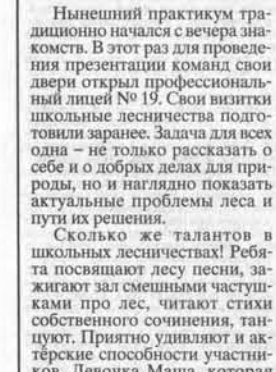 Нынешний практикум тра-
диционно начался с вечера зна-
комств. В этот раз для проведе-
ния презентации команд свои
двери открыл профессиональ-
ный лицей № 19. Свои визитки
школьные лесничества подго-
товили заранее. Задача для всех
одна – не только рассказать о
себе и о добрых делах для при-
роды, но и наглядно показать
актуальные проблемы леса и
пути их решения.
Сколько же талантов в
школьных лесничествах! Ребя-
та посвящают лесу песни, за-
жигают зал смешными частуш-
ками про лес, читают стихи
собственного сочинения, тан-
цуют. Приятно удивляют и ак-
тёрские способности участни-
ков. Девочка Маша, которая